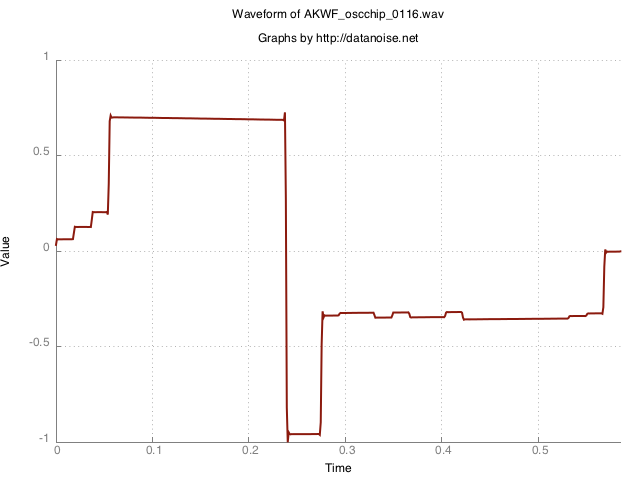 Waveform of AKWF_oscchip_0116.wav
Graphs by http://datanoise.net
1
0.5
0
-0.5
-1
Value
0 0.1 0.2 0.3 0.4 0.5
Time